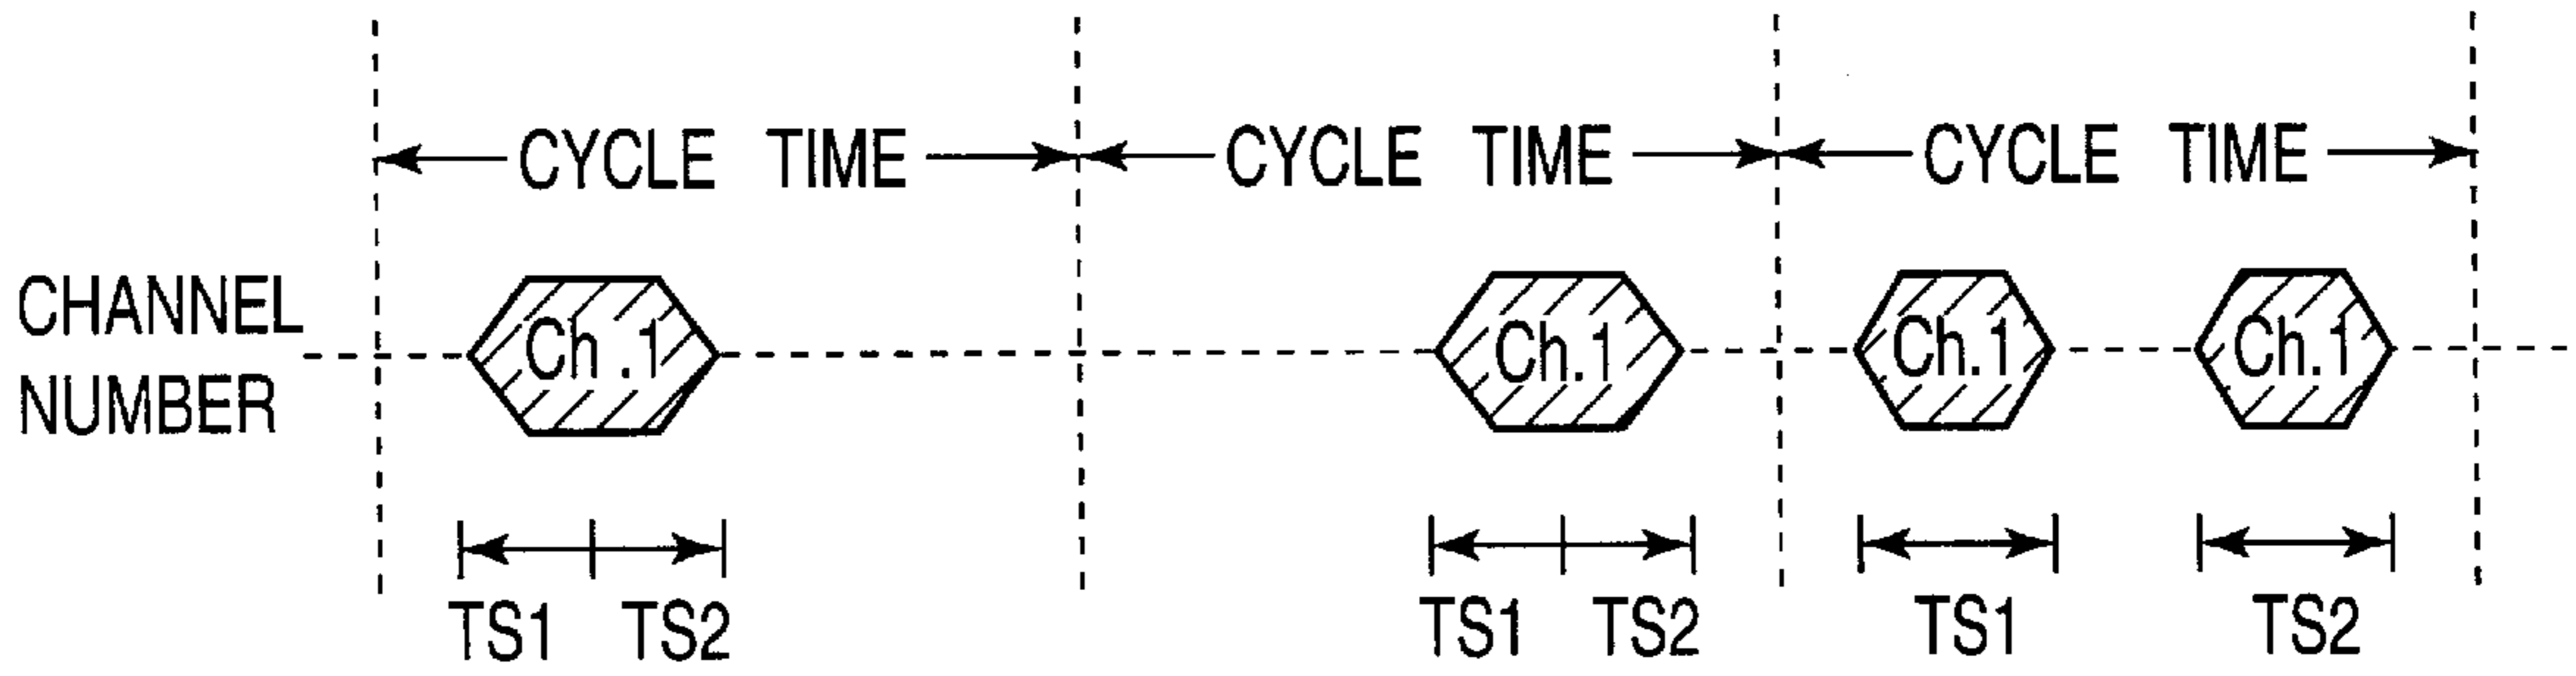 CYCLE TIME CYCLE TIME CYCLE TIME
CHANNEL
NUMBER
Ch .1 Ch.1 Ch.1 Ch.1
TS1 TS2 TS1 TS2 TS1 TS2